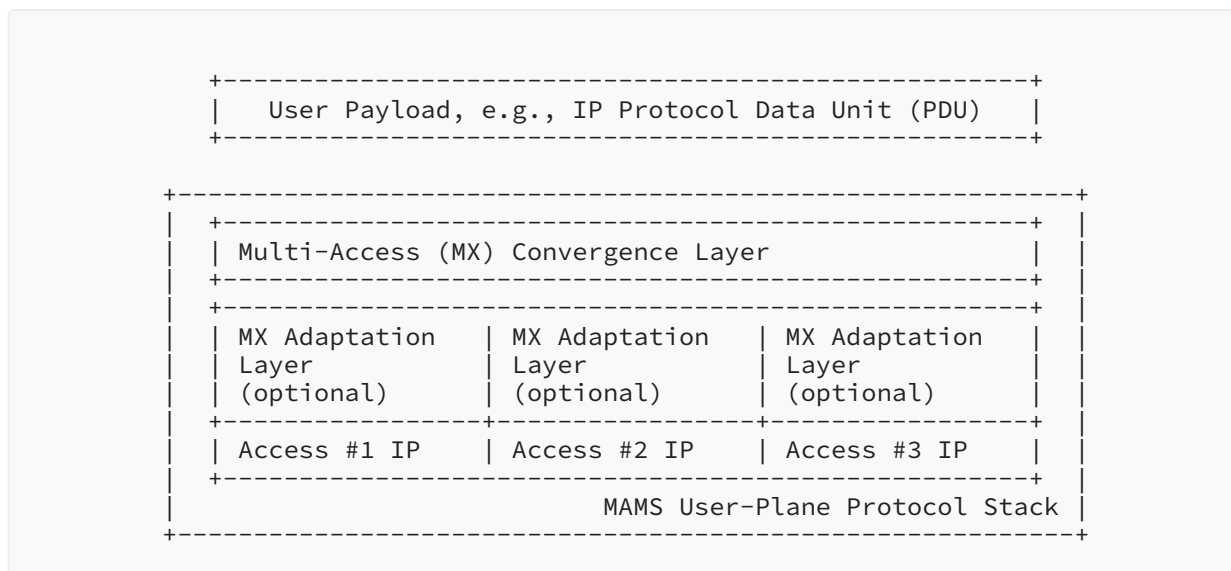 +------------------------------------------------------+
|   User Payload, e.g., IP Protocol Data Unit (PDU)    |
+------------------------------------------------------+
+-----------------------------------------------------------+
|  +------------------------------------------------------+ |
|  | Multi-Access (MX) Convergence Layer                  | |
|  +------------------------------------------------------+ |
|  +------------------------------------------------------+ |
|  | MX Adaptation   | MX Adaptation   | MX Adaptation    | |
|  | Layer           | Layer           | Layer            | |
|  | (optional)      | (optional)      | (optional)       | |
|  +-----------------+-----------------+-----------------+ |
|  | Access #1 IP    | Access #2 IP    | Access #3 IP     | |
|  +------------------------------------------------------+ |
|                            MAMS User-Plane Protocol Stack |
+-----------------------------------------------------------+